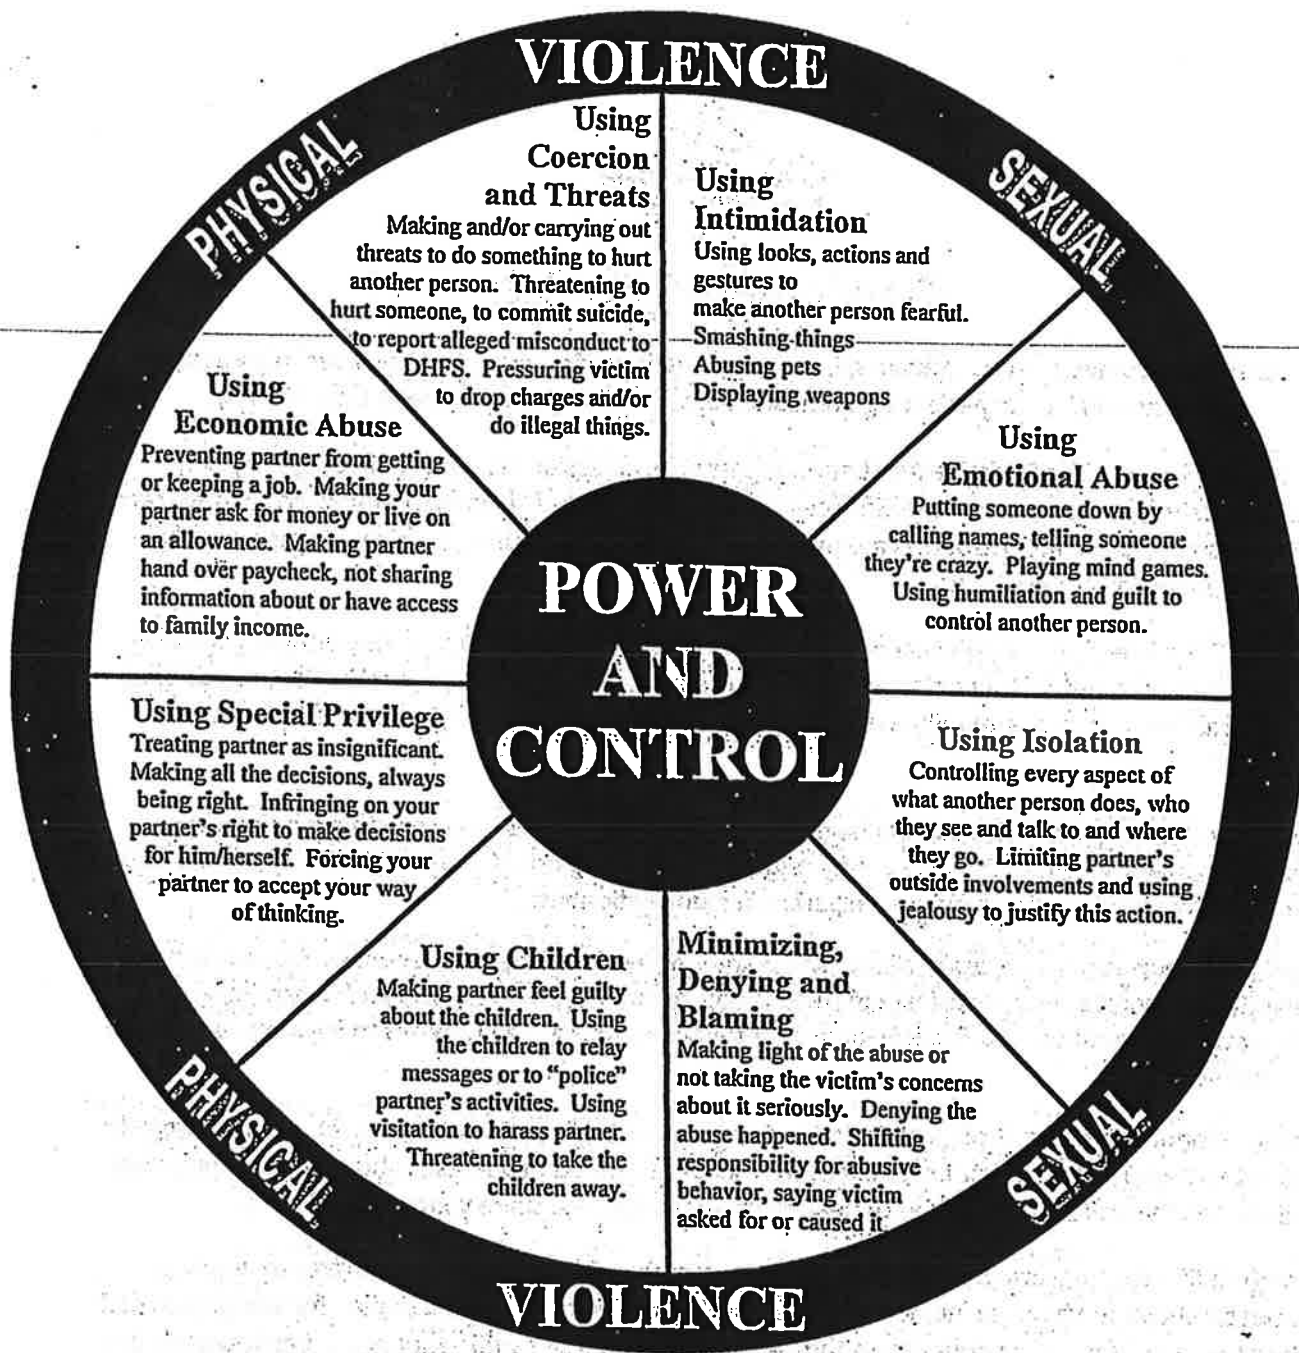 VIOLENCE
PHYSICAL
SEXUAL
Using
Coercion
and Threats
Making and/or carrying out
threats to do something to hurt
another person. Threatening to
hurt someone, to commit suicide,
to report alleged misconduct to
DHFS. Pressuring victim
to drop charges and/or
do illegal things.
Using
Intimidation
Using looks, actions and
gestures to
make another person fearful.
Smashing things
Abusing pets
Displaying weapons
Using
Emotional Abuse
Putting someone down by
calling names, telling someone
they're crazy. Playing mind games.
Using humiliation and guilt to
control another person.
Using Isolation
Controlling every aspect of
what another person does, who
they see and talk to and where
they go. Limiting partner's
outside involvements and using
jealousy to justify this action.
Minimizing,
Denying and
Blaming
Making light of the abuse or
not taking the victim's concerns
about it seriously. Denying the
abuse happened. Shifting
responsibility for abusive
behavior, saying victim
asked for or caused it.
Using Children
Making partner feel guilty
about the children. Using
the children to relay
messages or to "police"
partner's activities. Using
visitation to harass partner.
Threatening to take the
children away.
Using Special Privilege
Treating partner as insignificant.
Making all the decisions, always
being right. Infringing on your
partner's right to make decisions
for him/herself. Forcing your
partner to accept your way
of thinking.
Using
Economic Abuse
Preventing partner from getting
or keeping a job. Making your
partner ask for money or live on
an allowance. Making partner
hand over paycheck, not sharing
information about or have access
to family income.
POWER
AND
CONTROL
PHYSICAL
SEXUAL
VIOLENCE